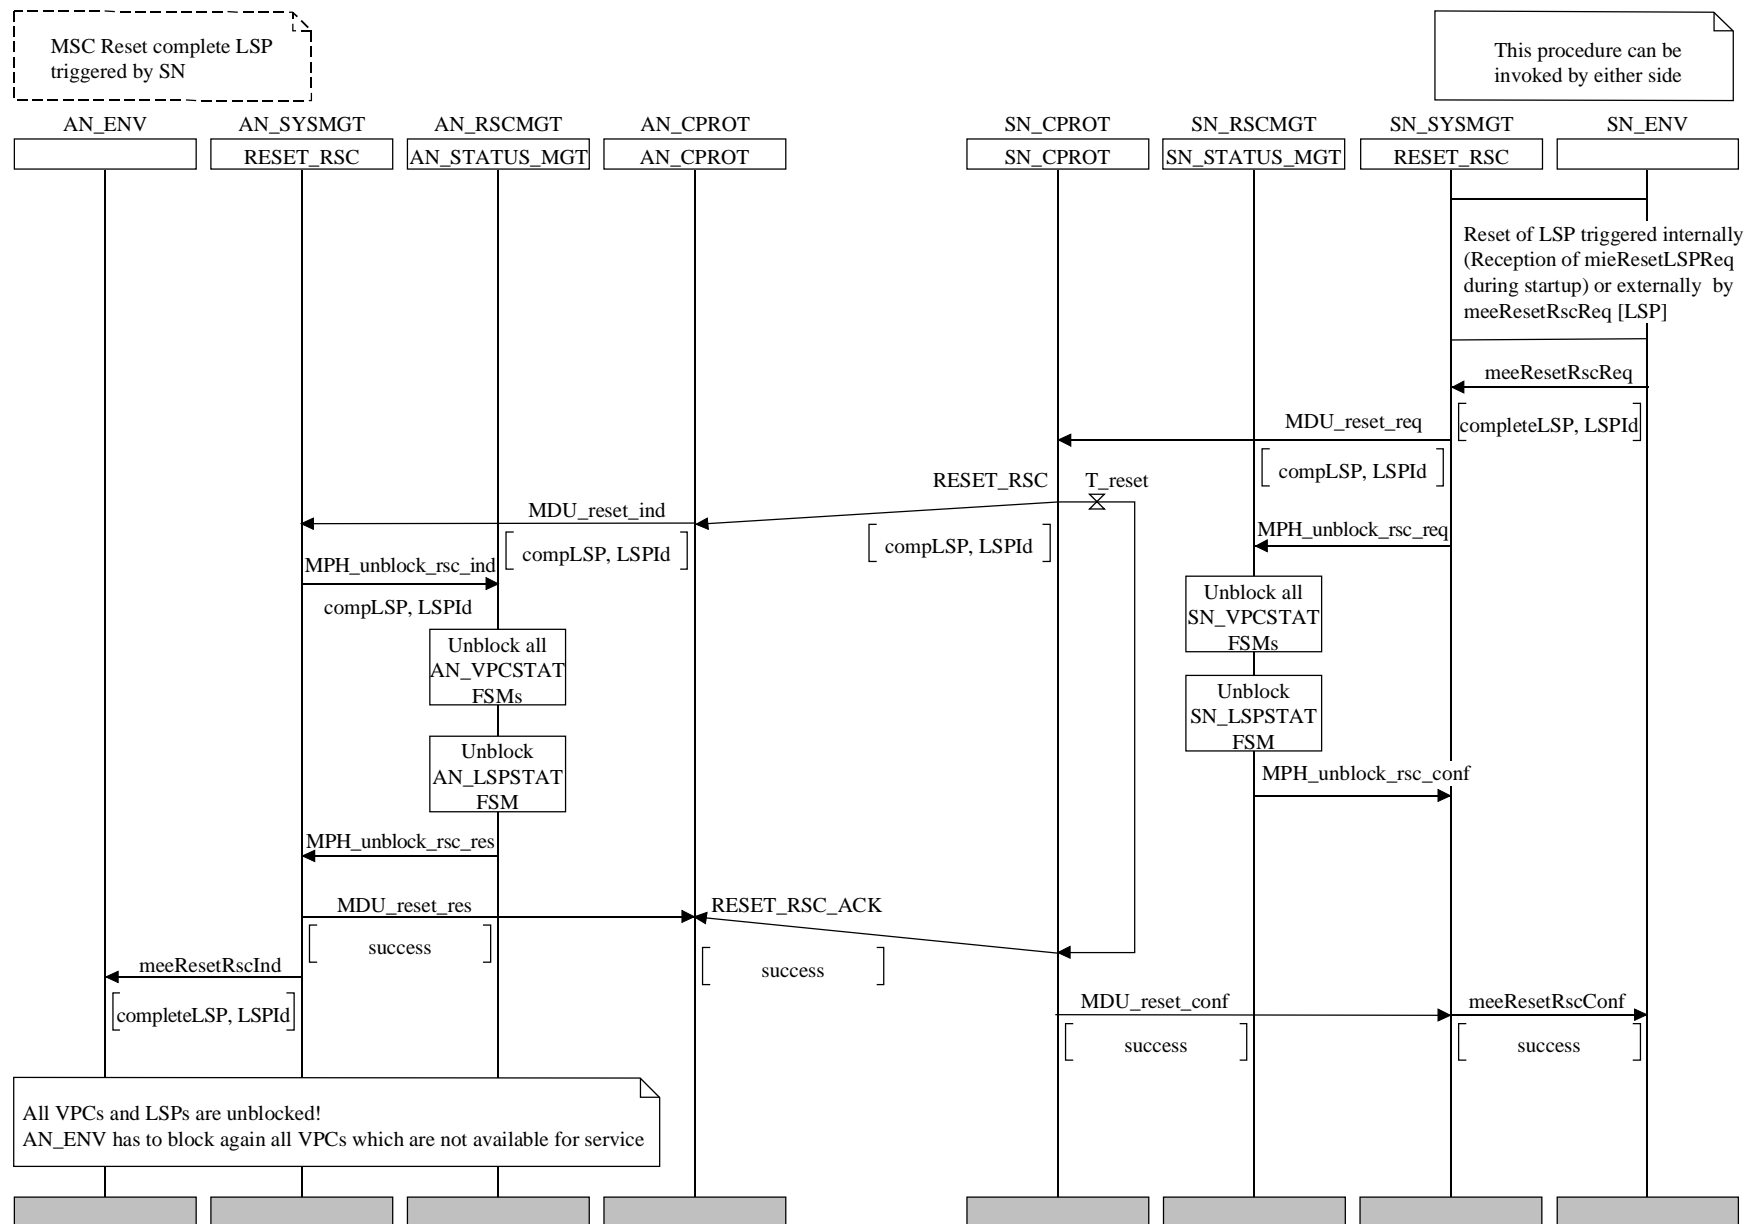 MSC Reset complete LSP
triggered by SN
This procedure can be
invoked by either side
AN_ENV AN_SYSMGT AN_RSCMGT AN_CPROT SN_CPROT SN_RSCMGT SN_SYSMGT SN_ENV
RESET_RSC AN_STATUS_MGT AN_CPROT SN_CPROT SN_STATUS_MGT RESET_RSC
Reset of LSP triggered internally
(Reception of mieResetLSPReq
during startup) or externally by
meeResetRscReq [LSP]
meeResetRscReq
completeLSP, LSPId
MDU_reset_req
compLSP, LSPId
RESET_RSC T_reset
compLSP, LSPId
MDU_reset_ind
compLSP, LSPId
MPH_unblock_rsc_req
MPH_unblock_rsc_ind
compLSP, LSPId
Unblock all
SN_VPCSTAT
FSMs
Unblock all
AN_VPCSTAT
FSMs
Unblock
SN_LSPSTAT
FSM
Unblock
AN_LSPSTAT
FSM
MPH_unblock_rsc_conf
MPH_unblock_rsc_res
MDU_reset_res
success
RESET_RSC_ACK
success
meeResetRscInd
completeLSP, LSPId
MDU_reset_conf
success
meeResetRscConf
success
All VPCs and LSPs are unblocked!
AN_ENV has to block again all VPCs which are not available for service